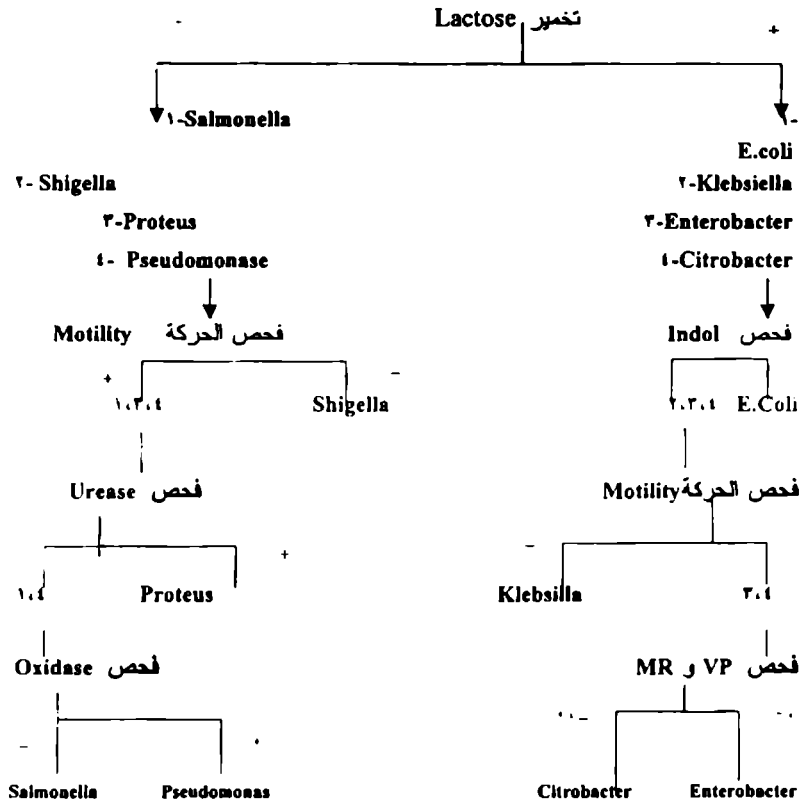 تخمير Lactose
- +
١-Salmonella ١-
E.coli
٢- Shigella ٢-Klebsiella
٣-Proteus ٣-Enterobacter
٤- Pseudomonase ٤-Citrobacter
فحص الحركة Motility فحص Indol
+ -
١،٣،٤ Shigella ٢،٣،٤ E.Coli
فحص Urease فحص الحركة Motility
+ -
١،٤ Proteus Klebsilla ٣،٤
فحص Oxidase فحص VP و MR
-
Salmonella Pseudomonas Citrobacter Enterobacter